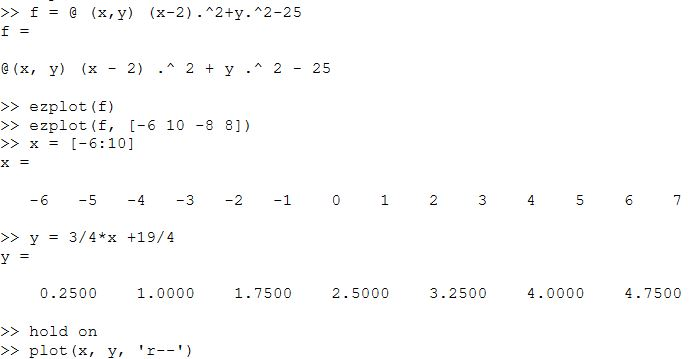 >> f = @ (x,y) (x-2).^2+y.^2-25
f =
@(x, y) (x - 2) .^ 2 + y .^ 2 - 25
>> ezplot(f)
>> ezplot(f, [-6 10 -8 8])
>> x = [-6:10]
x =
-6 -5 -4 -3 -2 -1 0 1 2 3 4 5 6 7
>> y = 3/4*x +19/4
y =
0.2500 1.0000 1.7500 2.5000 3.2500 4.0000 4.7500
>> hold on
>> plot(x, y, 'r--')